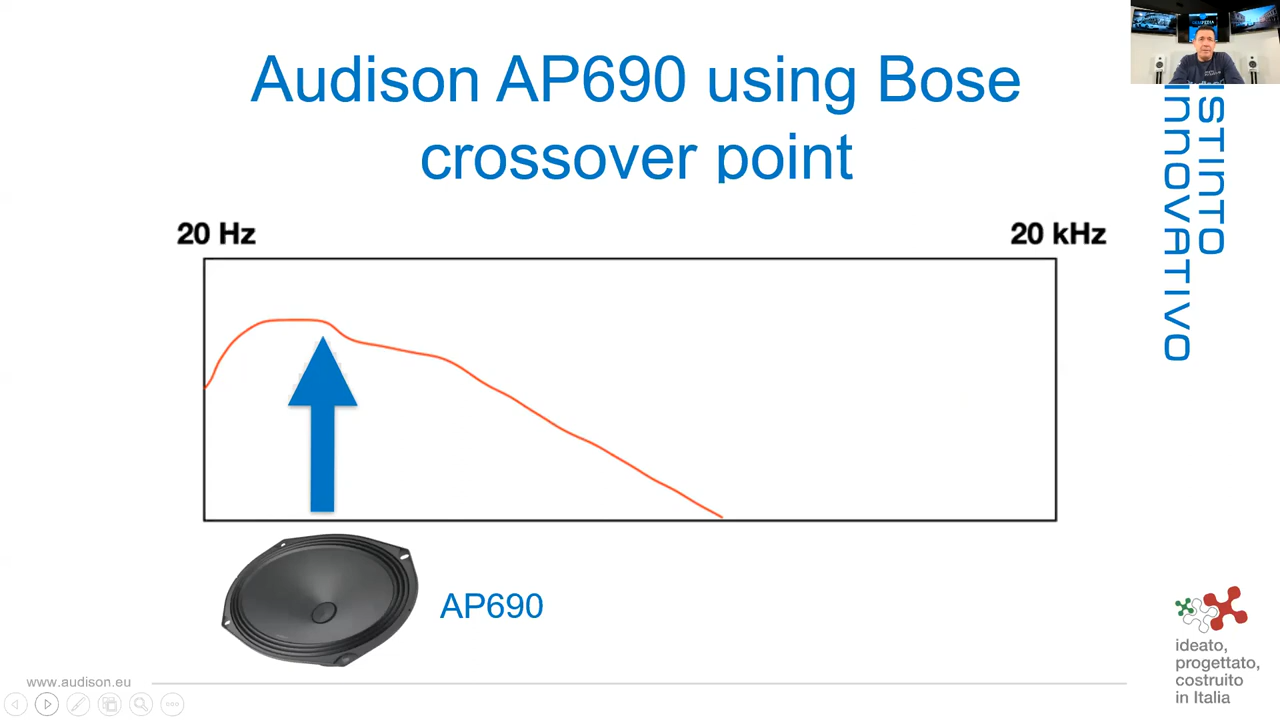 Audison AP690 using Bose
crossover point
20 Hz
20 kHz
AP690
ISTINTO
INNOVATIVO
www.audison.eu
ideato,
progettato,
costruito
in Italia